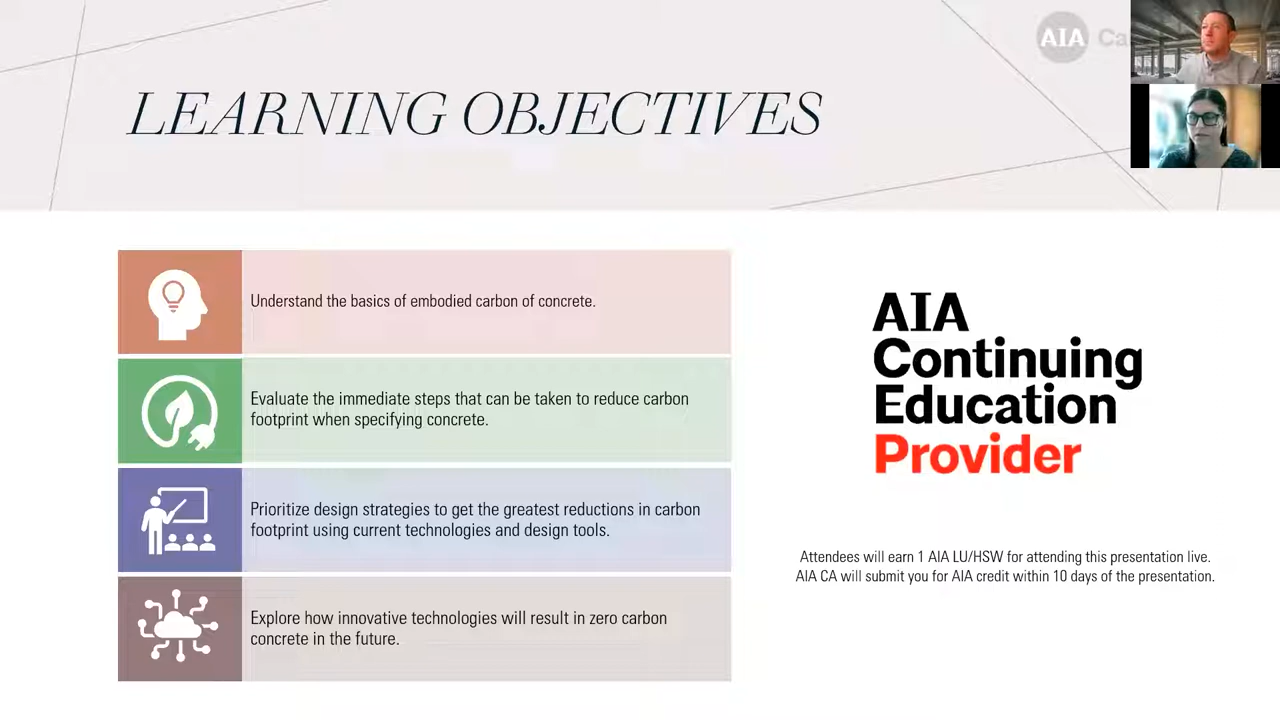 AIA Ca
LEARNING OBJECTIVES
Understand the basics of embodied carbon of concrete.
Evaluate the immediate steps that can be taken to reduce carbon
footprint when specifying concrete.
Prioritize design strategies to get the greatest reductions in carbon
footprint using current technologies and design tools.
Explore how innovative technologies will result in zero carbon
concrete in the future.
AIA
Continuing
Education
Provider
Attendees will earn 1 AIA LU/HSW for attending this presentation live.
AIA CA will submit you for AIA credit within 10 days of the presentation.